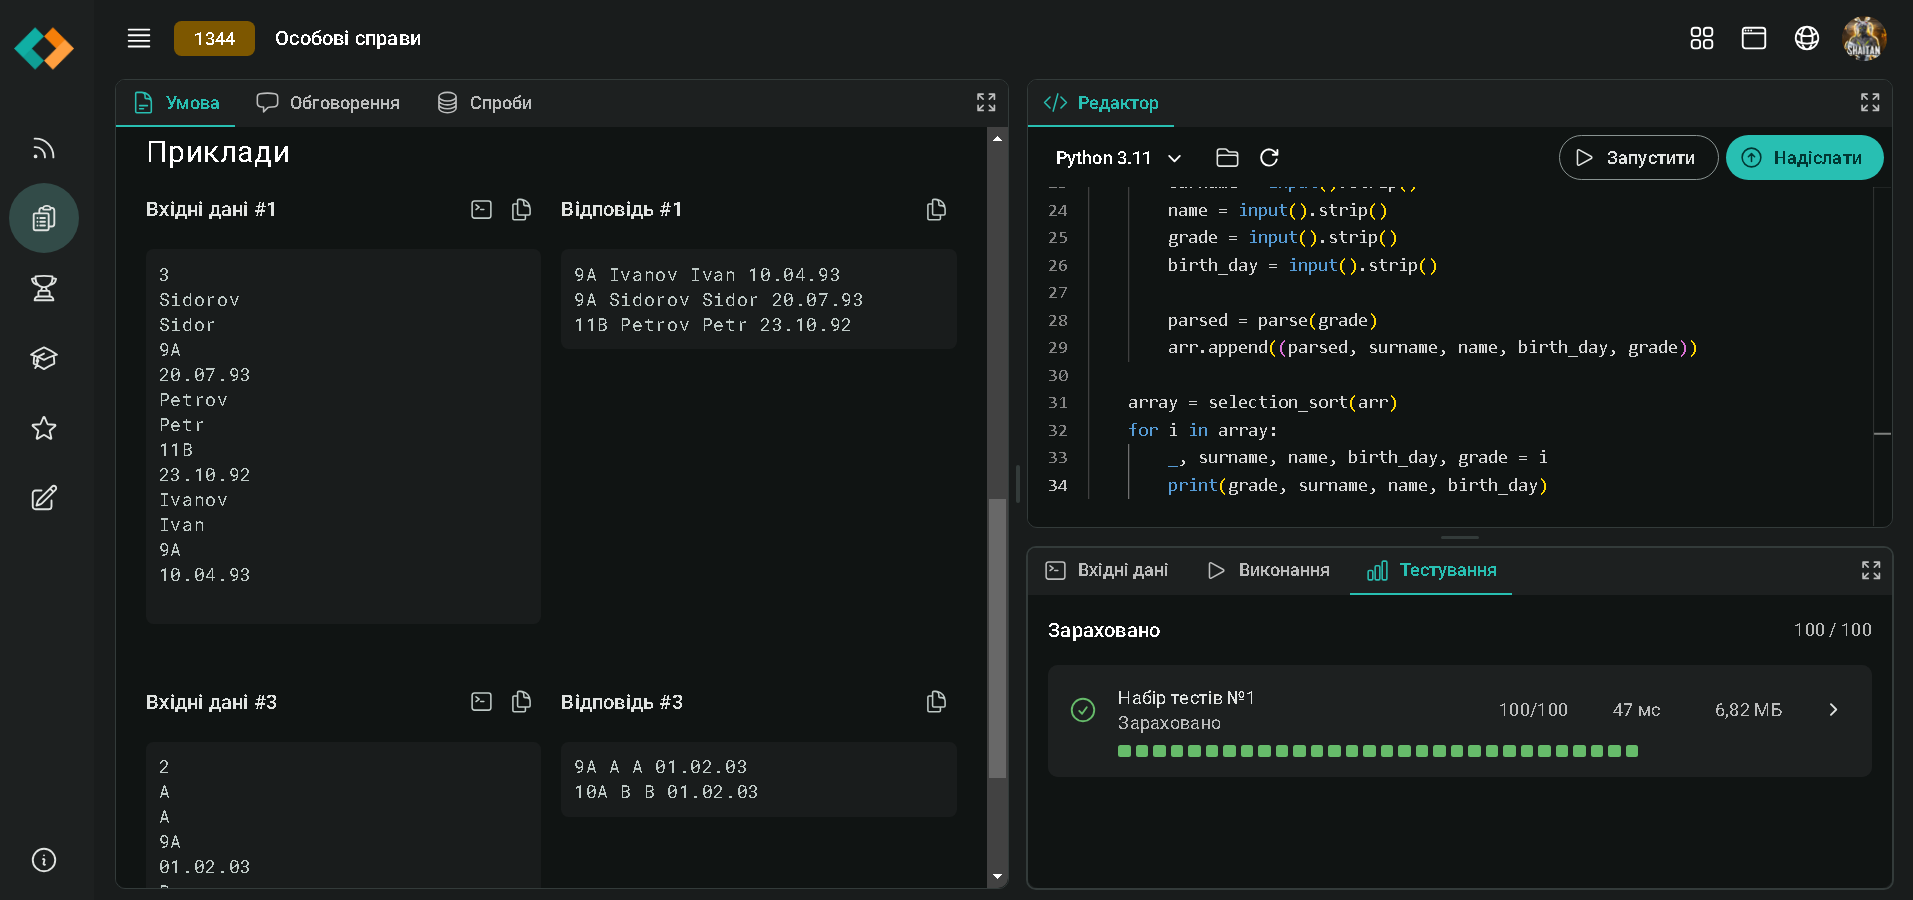 1344 Особові справи
SHAITAN
Умова Обговорення Спроби
Приклади
Вхідні дані #1
3
Sidorov
Sidor
9A
20.07.93
Petrov
Petr
11B
23.10.92
Ivanov
Ivan
9A
10.04.93
Відповідь #1
9A Ivanov Ivan 10.04.93
9A Sidorov Sidor 20.07.93
11B Petrov Petr 23.10.92
Вхідні дані #3
2
A
A
9A
01.02.03
Відповідь #3
9A A A 01.02.03
10A B B 01.02.03
Редактор
Python 3.11 Запустити Надіслати
24 name = input().strip()
25 grade = input().strip()
26 birth_day = input().strip()
27
28 parsed = parse(grade)
29 arr.append((parsed, surname, name, birth_day, grade))
30
31 array = selection_sort(arr)
32 for i in array:
33 _, surname, name, birth_day, grade = i
34 print(grade, surname, name, birth_day)
Вхідні дані Виконання Тестування
Зараховано 100 / 100
Набір тестів №1
Зараховано
100/100 47 мс 6,82 МБ